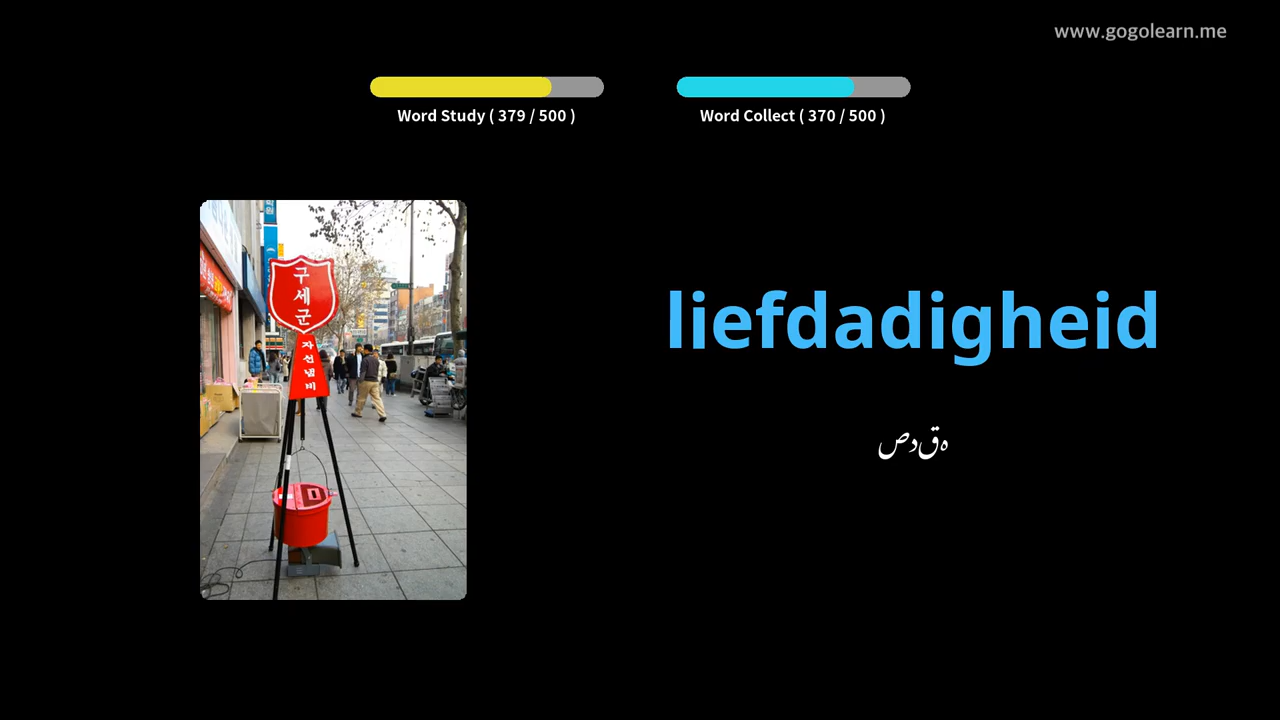 www.gogolearn.me
Word Study ( 379 / 500 )
Word Collect ( 370 / 500 )
구세군
자선냄비
liefdadigheid
ہقدص